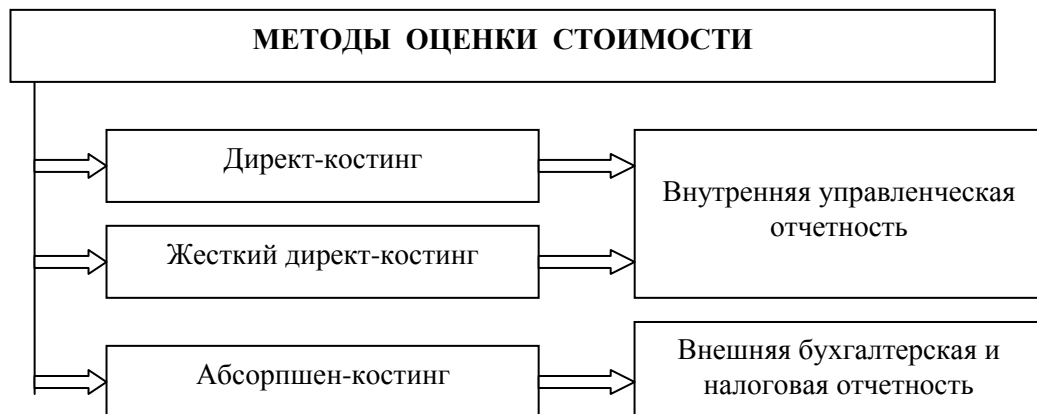 МЕТОДЫ ОЦЕНКИ СТОИМОСТИ
Директ-костинг
Внутренняя управленческая
отчетность
Жесткий директ-костинг
Абсорпшен-костинг
Внешняя бухгалтерская и
налоговая отчетность